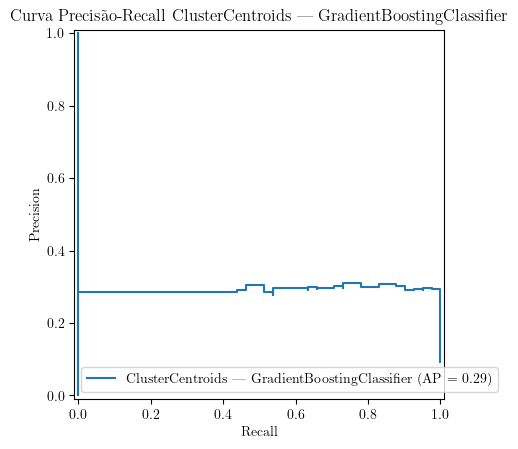 Curva Precisão-Recall ClusterCentroids — GradientBoostingClassifier
1.0
0.8
0.6
0.4
0.2
0.0
Precision
ClusterCentroids — GradientBoostingClassifier (AP = 0.29)
0.0 0.2 0.4 0.6 0.8 1.0
Recall